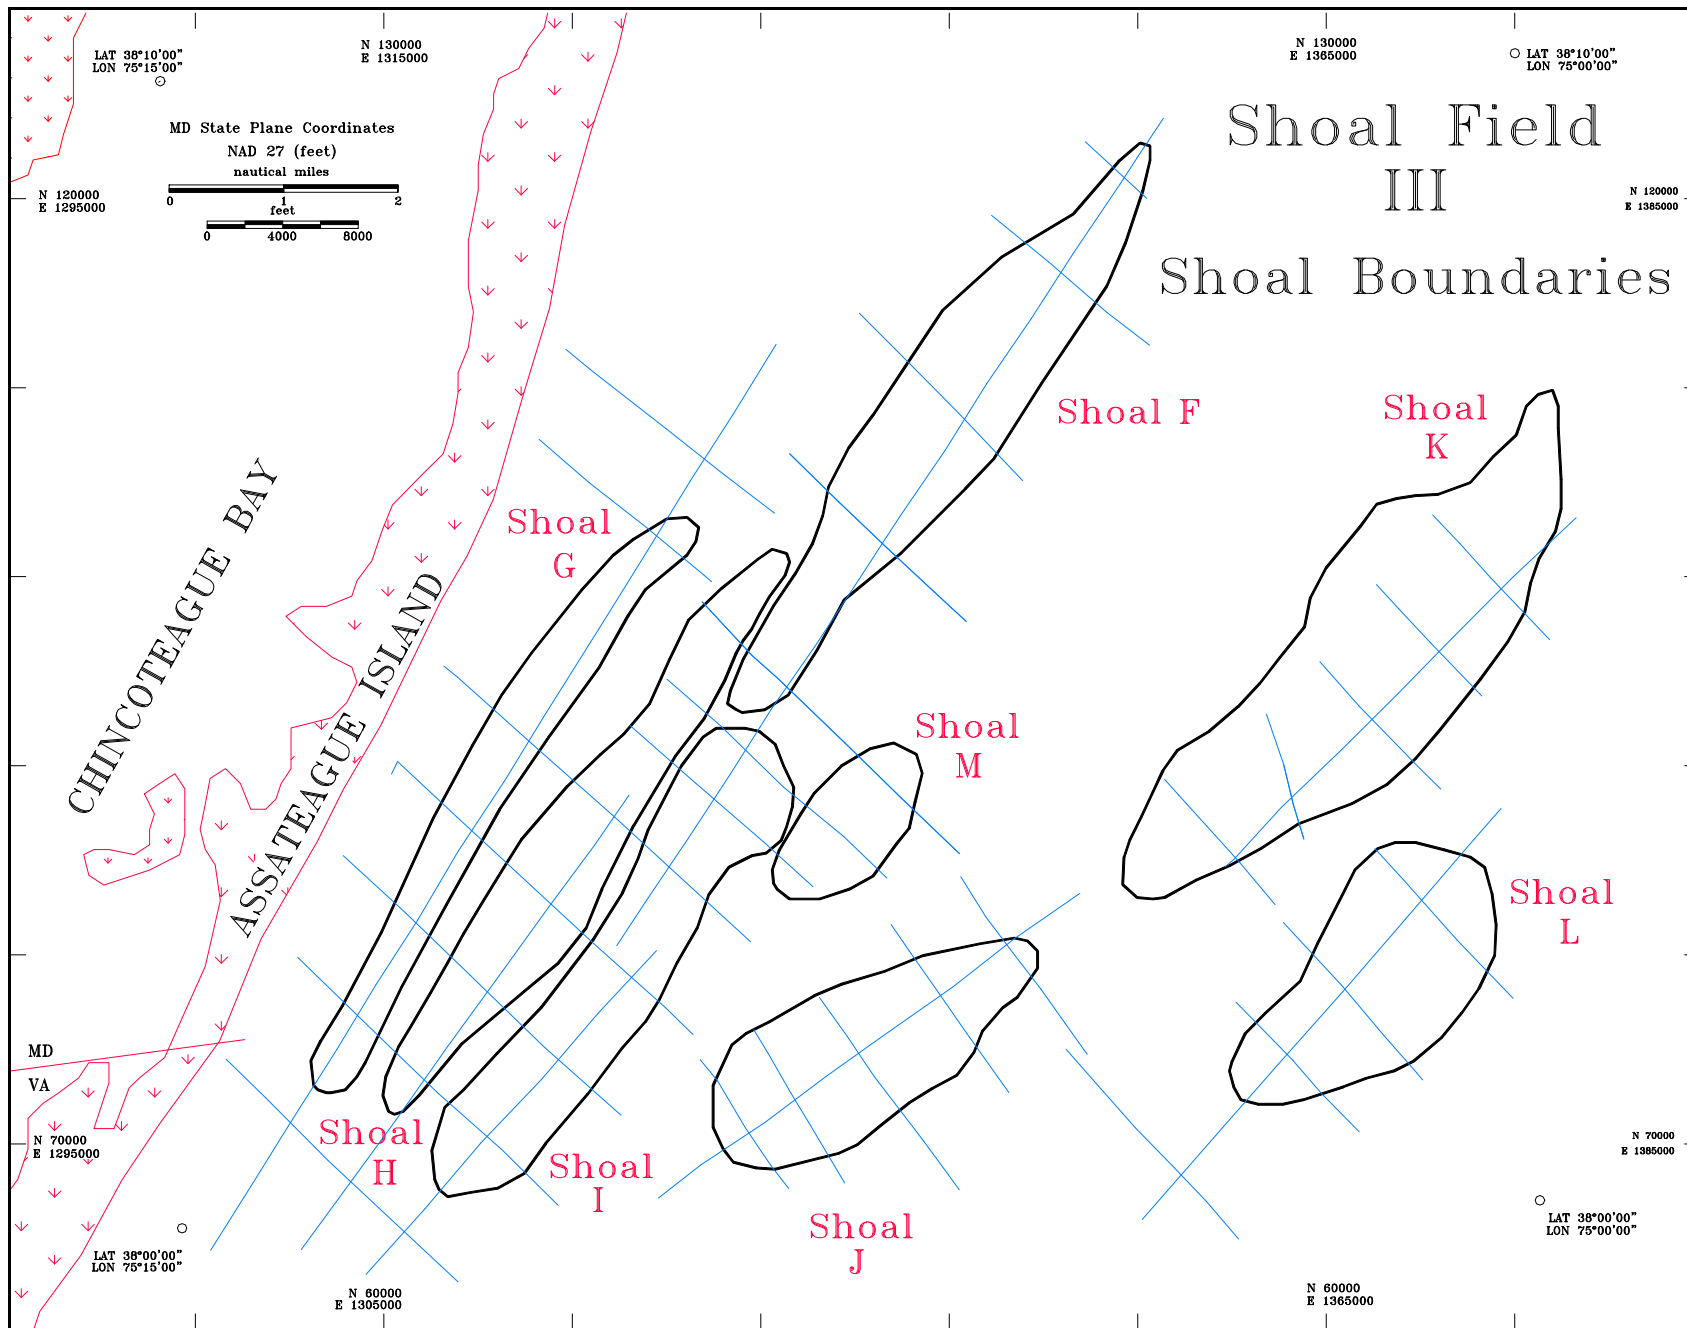 LAT 38°10'00"
LON 75°15'00"
N 130000
E 1315000
N 130000
E 1365000
LAT 38°10'00"
LON 75°00'00"
Shoal Field
III
Shoal Boundaries
MD State Plane Coordinates
NAD 27 (feet)
nautical miles
0 1 2
feet
0 4000 8000
N 120000
E 1295000
N 120000
E 1385000
Shoal F
Shoal
K
Shoal
G
CHINCOTEAGUE BAY
ASSATEAGUE ISLAND
Shoal
M
Shoal
L
MD
VA
N 70000
E 1295000
Shoal
H
Shoal
I
Shoal
J
N 70000
E 1385000
LAT 38°00'00"
LON 75°15'00"
LAT 38°00'00"
LON 75°00'00"
N 60000
E 1305000
N 60000
E 1365000